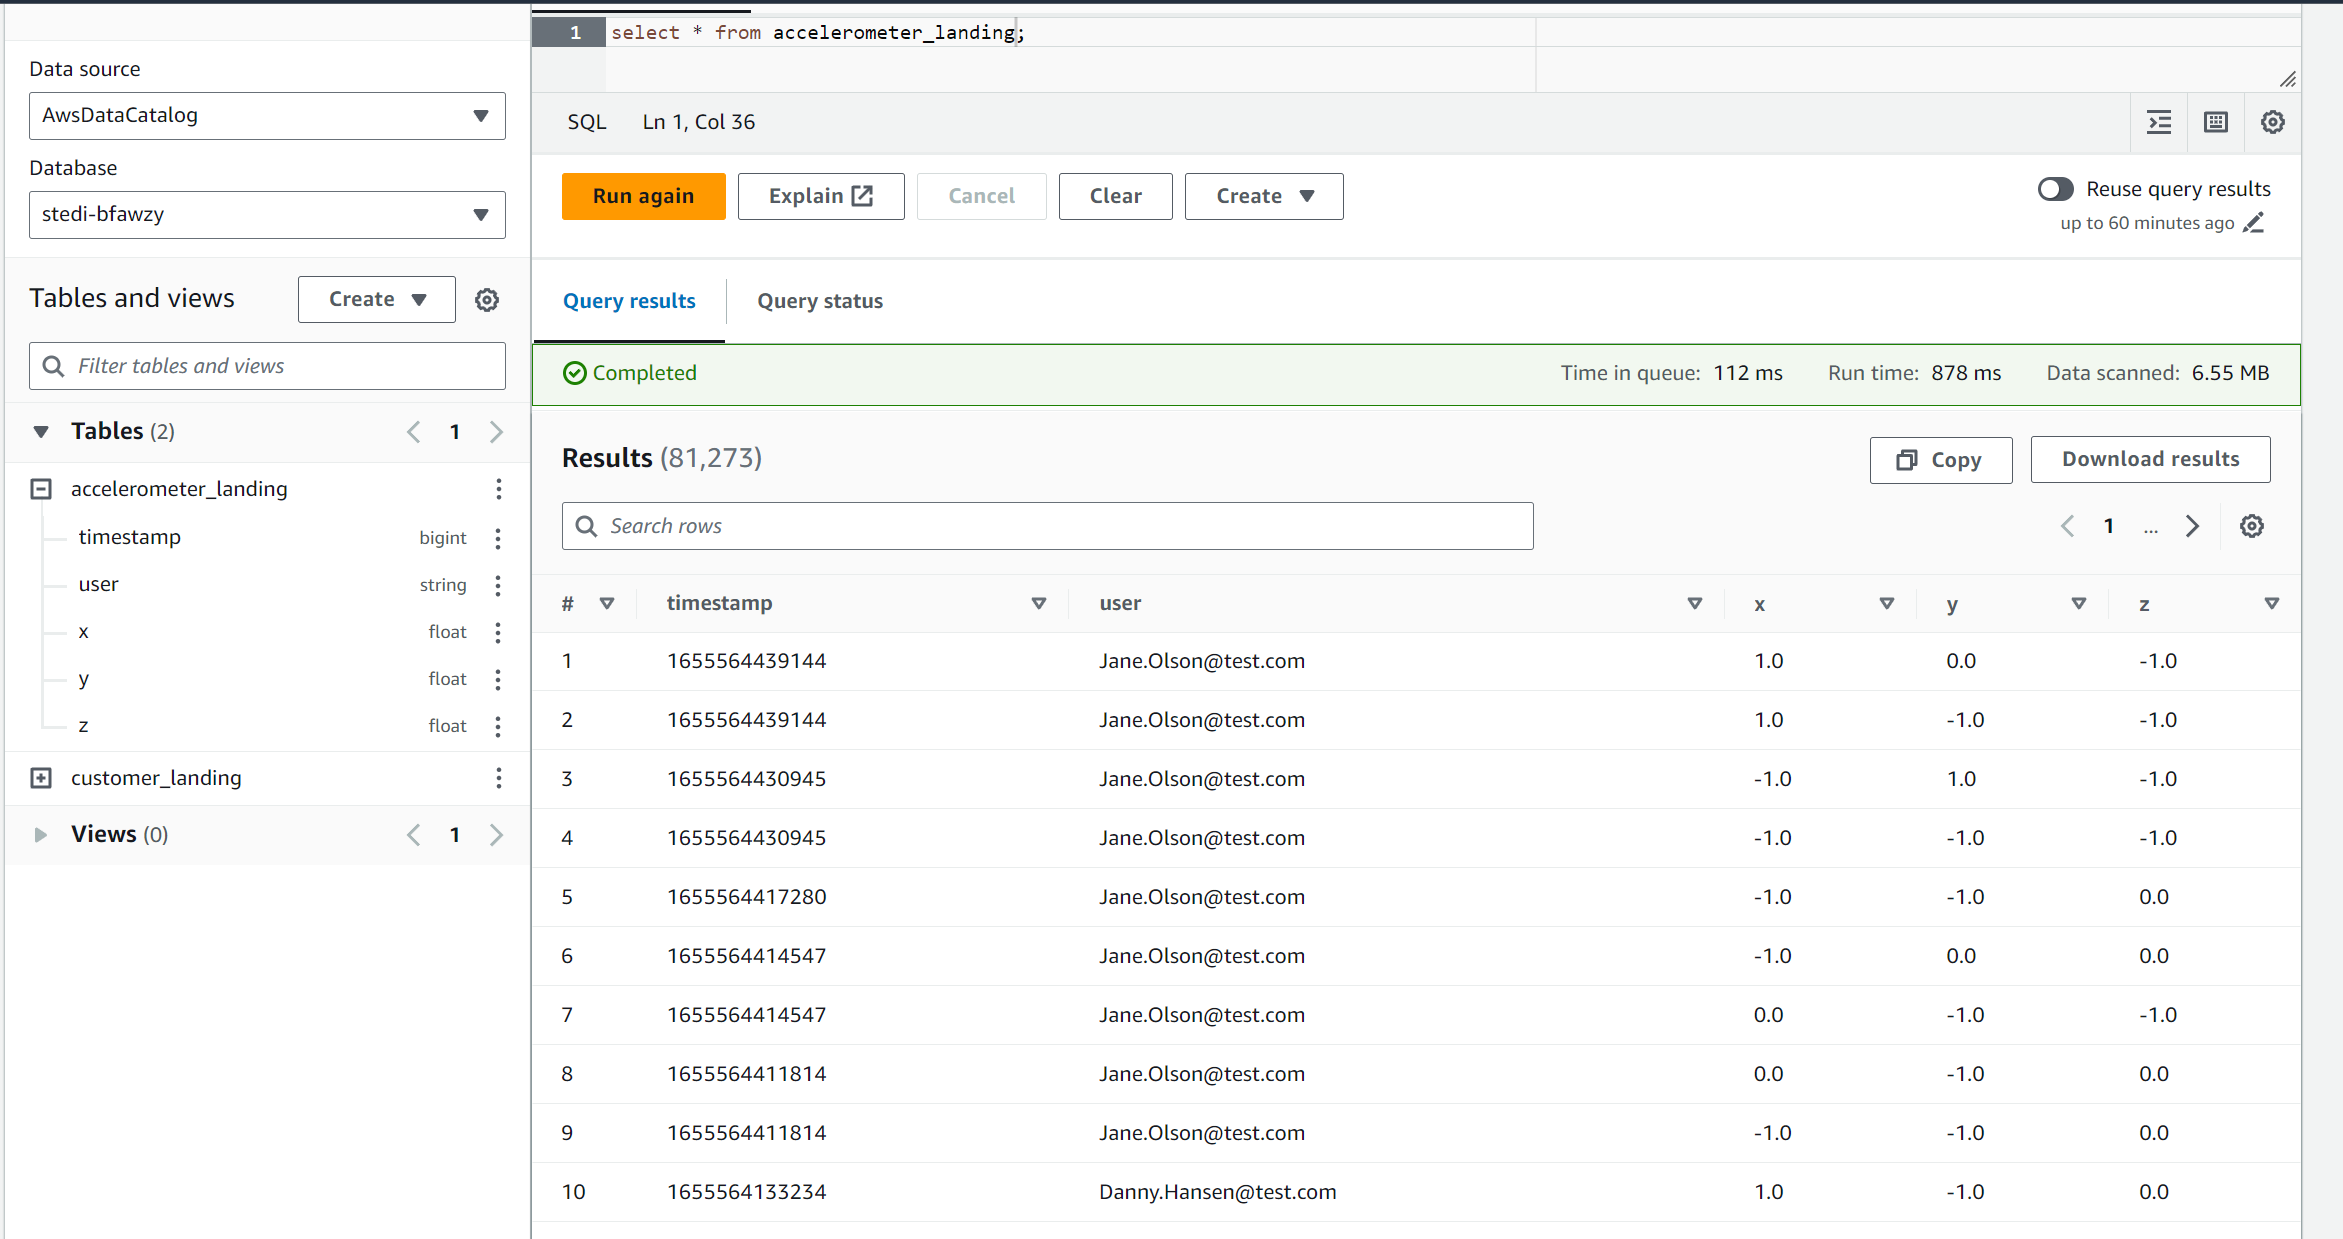 Data source
AwsDataCatalog
Database
stedi-bfawzy
Tables and views
Create
Filter tables and views
Tables (2)
1
accelerometer_landing
timestamp bigint
user string
x float
y float
z float
customer_landing
Views (0)
1
1 select * from accelerometer_landing;
SQL Ln 1, Col 36
Run again Explain Cancel Clear Create
Reuse query results
up to 60 minutes ago
Query results Query status
Completed Time in queue: 112 ms Run time: 878 ms Data scanned: 6.55 MB
Results (81,273) Copy Download results
Search rows 1 ...
# timestamp user x y z
1 1655564439144 Jane.Olson@test.com 1.0 0.0 -1.0
2 1655564439144 Jane.Olson@test.com 1.0 -1.0 -1.0
3 1655564430945 Jane.Olson@test.com -1.0 1.0 -1.0
4 1655564430945 Jane.Olson@test.com -1.0 -1.0 -1.0
5 1655564417280 Jane.Olson@test.com -1.0 -1.0 0.0
6 1655564414547 Jane.Olson@test.com -1.0 0.0 0.0
7 1655564414547 Jane.Olson@test.com 0.0 -1.0 -1.0
8 1655564411814 Jane.Olson@test.com 0.0 -1.0 0.0
9 1655564411814 Jane.Olson@test.com -1.0 -1.0 0.0
10 1655564133234 Danny.Hansen@test.com 1.0 -1.0 0.0